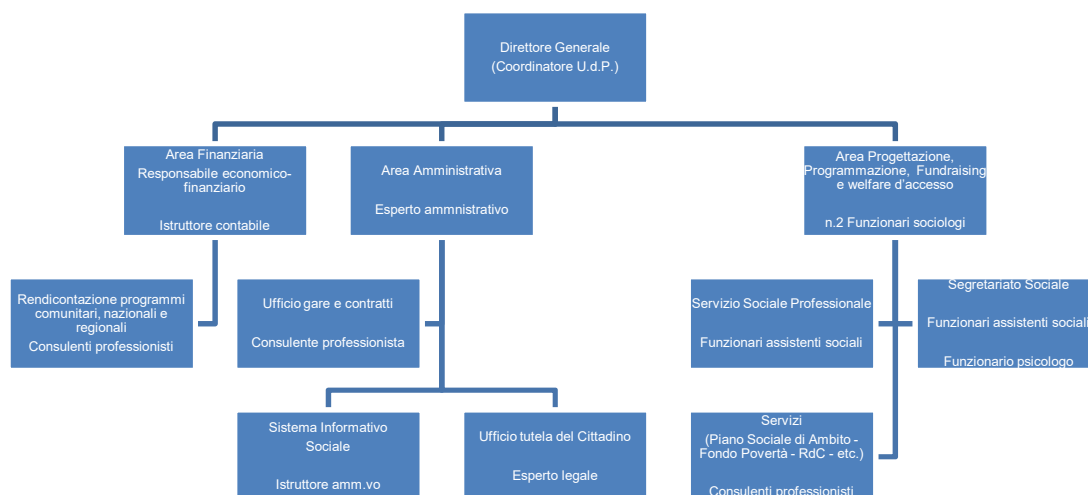 Direttore Generale
(Coordinatore U.d.P.)
Area Finanziaria
Responsabile economico-
finanziario
Istruttore contabile
Area Amministrativa
Esperto ammnistrativo
Area Progettazione,
Programmazione, Fundraising
e welfare d'accesso
n.2 Funzionari sociologi
Rendicontazione programmi
comunitari, nazionali e
regionali
Consulenti professionisti
Ufficio gare e contratti
Consulente professionista
Servizio Sociale Professionale
Funzionari assistenti sociali
Segretariato Sociale
Funzionari assistenti sociali
Funzionario psicologo
Sistema Informativo
Sociale
Istruttore amm.vo
Ufficio tutela del Cittadino
Esperto legale
Servizi
(Piano Sociale di Ambito -
Fondo Povertà - RdC - etc.)
Consulenti professionisti